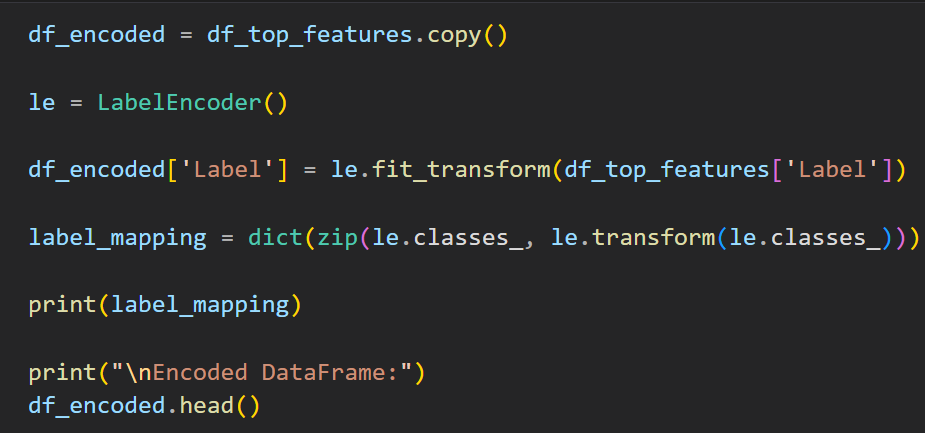 df_encoded = df_top_features.copy()
le = LabelEncoder()
df_encoded['Label'] = le.fit_transform(df_top_features['Label'])
label_mapping = dict(zip(le.classes_, le.transform(le.classes_)))
print(label_mapping)
print("\nEncoded DataFrame:")
df_encoded.head()